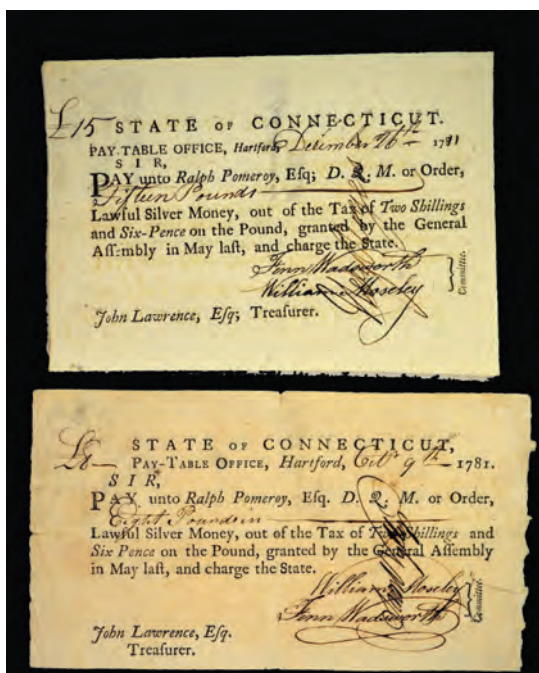 £15 STATE OF CONNECTICUT.
PAY-TABLE OFFICE, Hartford, December 26th 1781
SIR,
PAY unto Ralph Pomeroy, Esq; D. Q. M. or Order,
Fifteen Pounds
Lawful Silver Money, out of the Tax of Two Shillings
and Six-Pence on the Pound, granted by the General
Aſſembly in May laſt, and charge the State.
Fenn Wadsworth
William Moseley
Committee.
John Lawrence, Eſq; Treaſurer.
£8— STATE OF CONNECTICUT,
PAY-TABLE OFFICE, Hartford, Octr 9th — 1781.
SIR,
PAY unto Ralph Pomeroy, Eſq. D. Q. M. or Order,
Eight Pounds in
Lawful Silver Money, out of the Tax of Two Shillings and
Six Pence on the Pound, granted by the General Aſſembly
in May laſt, and charge the State.
William Moseley
Fenn Wadsworth
Committee.
John Lawrence, Eſq.
Treaſurer.